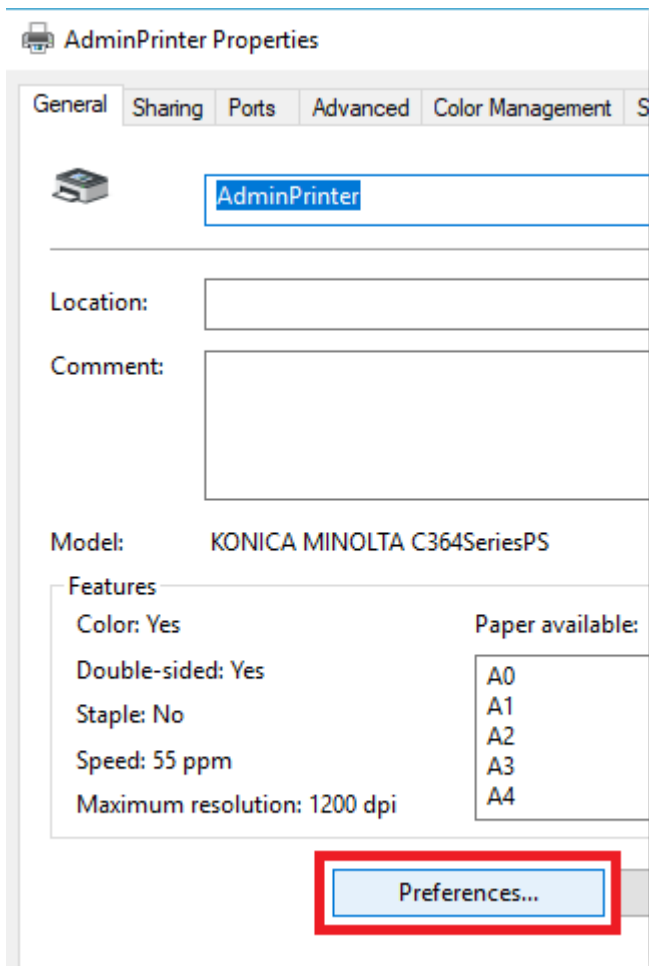 AdminPrinter Properties
General Sharing Ports Advanced Color Management S
AdminPrinter
Location:
Comment:
Model: KONICA MINOLTA C364SeriesPS
Features
Color: Yes Paper available:
Double-sided: Yes
A0
Staple: No
A1
A2
Speed: 55 ppm
A3
Maximum resolution: 1200 dpi
A4
Preferences...